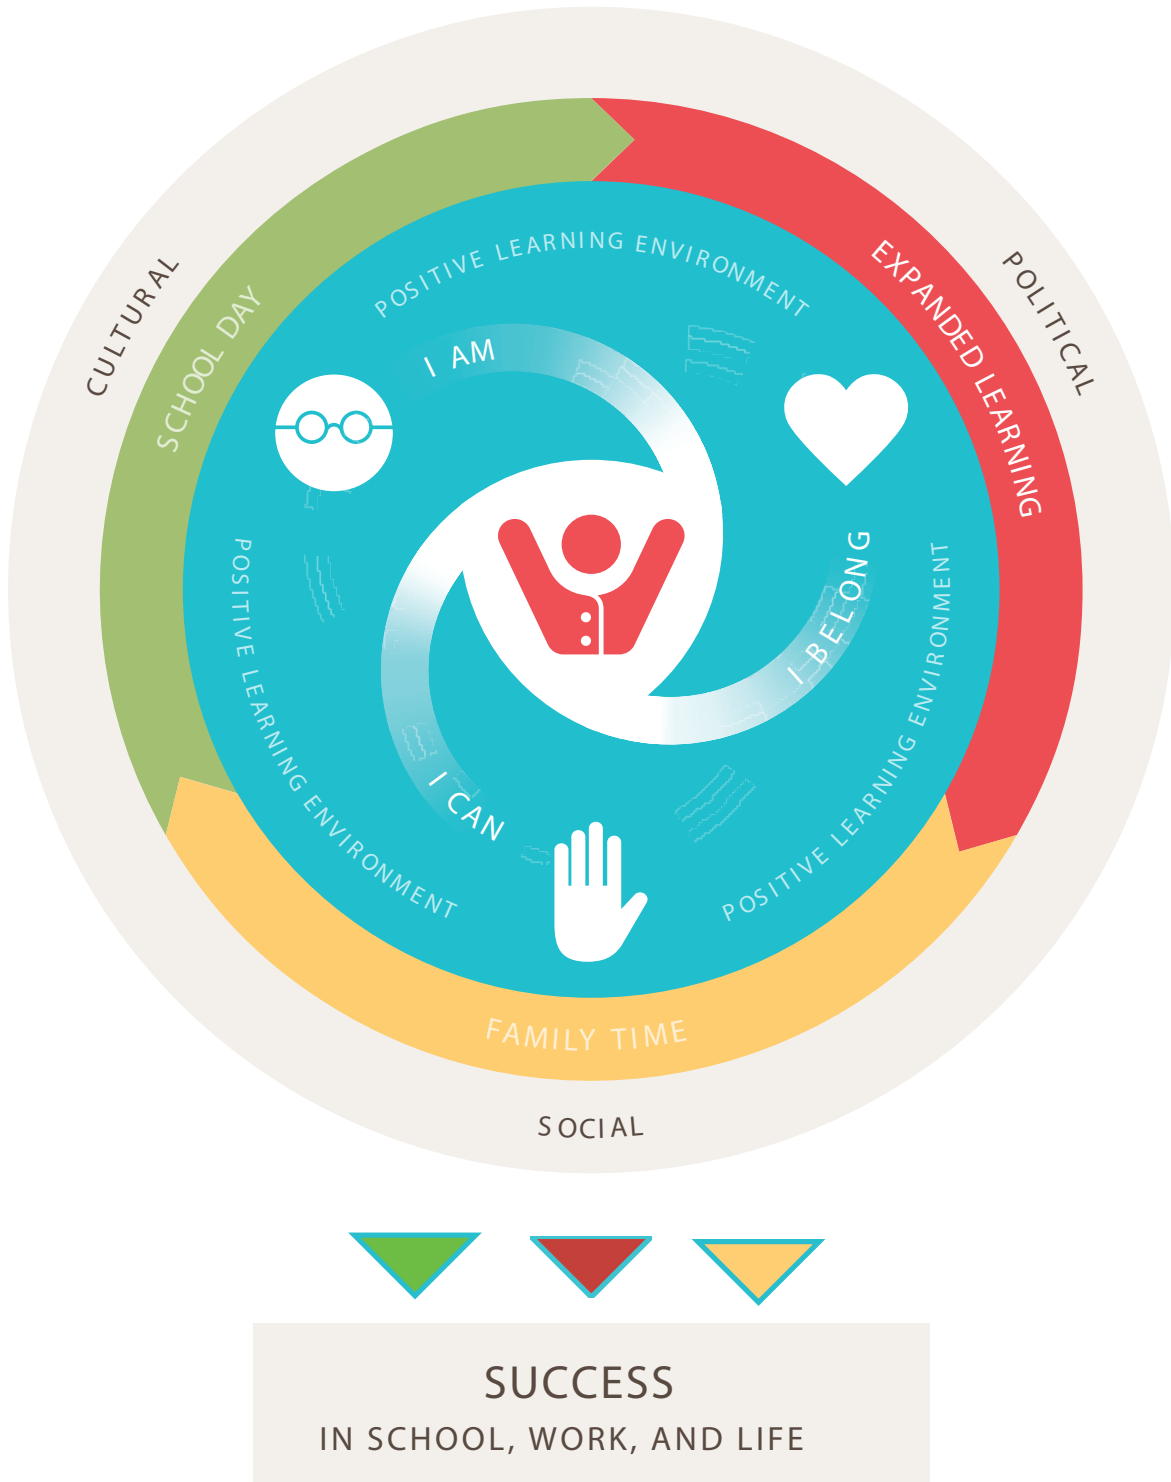 CULTURAL
POLITICAL
SCHOOL DAY
EXPANDED LEARNING
POSITIVE LEARNING ENVIRONMENT
I AM
I BELONG
POSITIVE LEARNING ENVIRONMENT
POSITIVE LEARNING ENVIRONMENT
I CAN
FAMILY TIME
SOCIAL
SUCCESS
IN SCHOOL, WORK, AND LIFE